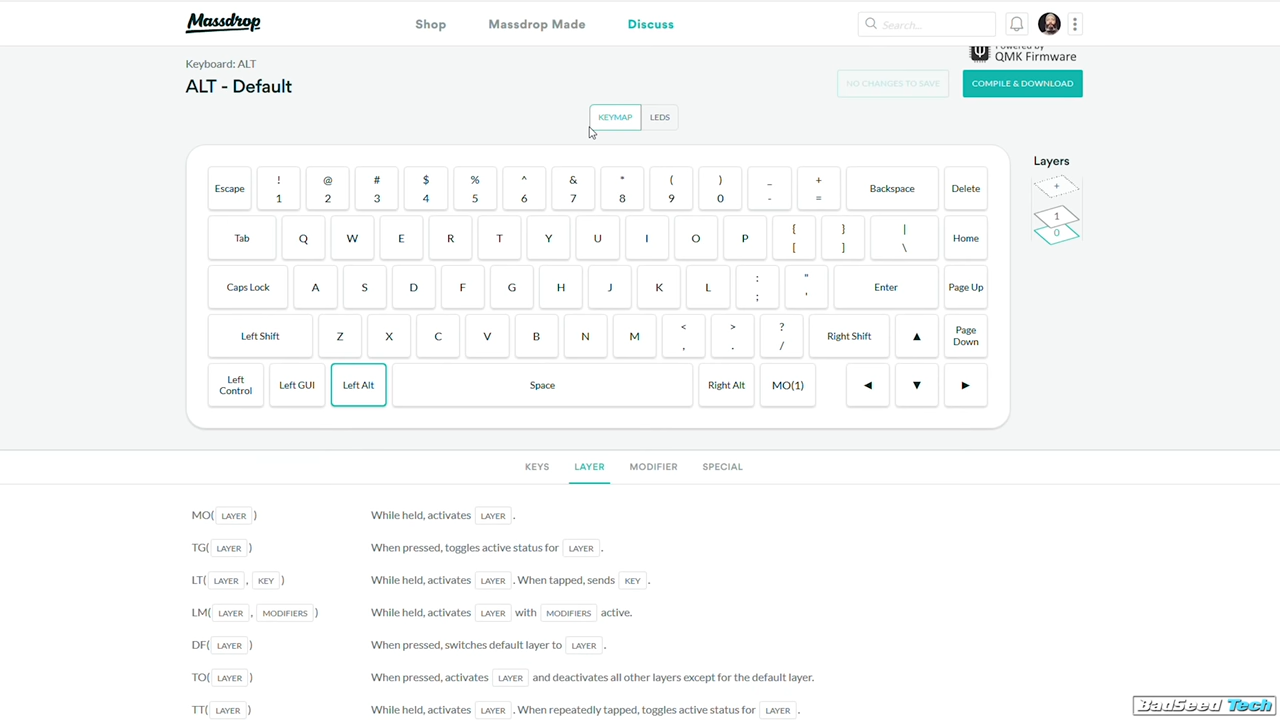 Massdrop
Shop Massdrop Made Discuss
Search...
Powered by
QMK Firmware
Keyboard: ALT
ALT - Default
NO CHANGES TO SAVE
COMPILE & DOWNLOAD
KEYMAP LEDS
Layers
+
1
0
Escape ! 1 @ 2 # 3 $ 4 % 5 ^ 6 & 7 * 8 ( 9 ) 0 _ - + = Backspace Delete
Tab Q W E R T Y U I O P { [ } ] | \ Home
Caps Lock A S D F G H J K L : ; " ' Enter Page Up
Left Shift Z X C V B N M < , > . ? / Right Shift ▲ Page Down
Left Control Left GUI Left Alt Space Right Alt MO(1) ◀ ▼ ▶
KEYS LAYER MODIFIER SPECIAL
MO( LAYER ) While held, activates LAYER .
TG( LAYER ) When pressed, toggles active status for LAYER .
LT( LAYER , KEY ) While held, activates LAYER . When tapped, sends KEY .
LM( LAYER , MODIFIERS ) While held, activates LAYER with MODIFIERS active.
DF( LAYER ) When pressed, switches default layer to LAYER .
TO( LAYER ) When pressed, activates LAYER and deactivates all other layers except for the default layer.
TT( LAYER ) While held, activates LAYER . When repeatedly tapped, toggles active status for LAYER .
BadSeed Tech